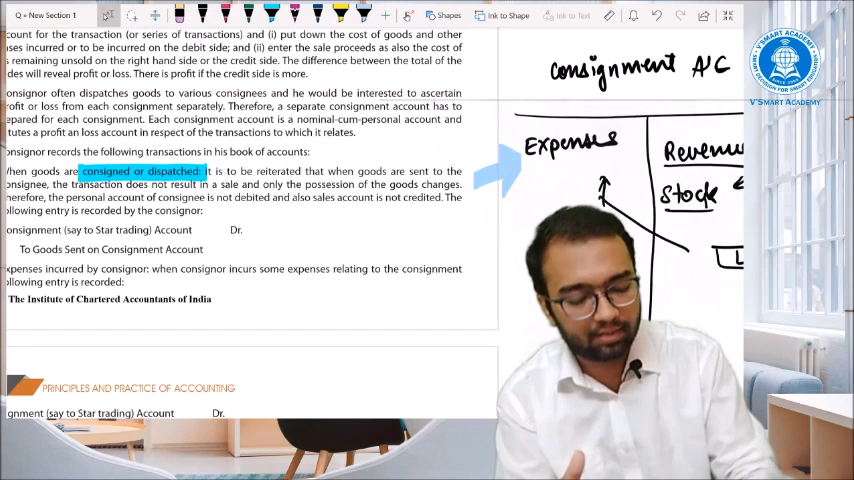 Q » New Section 1
Shapes
Ink to Shape
Ink to Text
count for the transaction (or series of transactions) and (i) put down the cost of goods and other
ses incurred or to be incurred on the debit side; and (ii) enter the sale proceeds as also the cost of
s remaining unsold on the right hand side or the credit side. The difference between the total of the
des will reveal profit or loss. There is profit if the credit side is more.
onsignor often dispatches goods to various consignees and he would be interested to ascertain
rofit or loss from each consignment separately. Therefore, a separate consignment account has to
epared for each consignment. Each consignment account is a nominal-cum-personal account and
tutes a profit an loss account in respect of the transactions to which it relates.
onsignor records the following transactions in his book of accounts:
When goods are consigned or dispatched: it is to be reiterated that when goods are sent to the
onsignee, the transaction does not result in a sale and only the possession of the goods changes.
herefore, the personal account of consignee is not debited and also sales account is not credited. The
ollowing entry is recorded by the consignor:
onsignment (say to Star trading) Account Dr.
To Goods Sent on Consignment Account
xpenses incurred by consignor: when consignor incurs some expenses relating to the consignment
ollowing entry is recorded:
The Institute of Chartered Accountants of India
PRINCIPLES AND PRACTICE OF ACCOUNTING
gnment (say to Star trading) Account Dr.
Consignment A/C
Expenses
Revenu
Stock
V'SMART ACADEMY
SMART DECISION FOR SMART EDUCATION
V'SMART ACADEMY